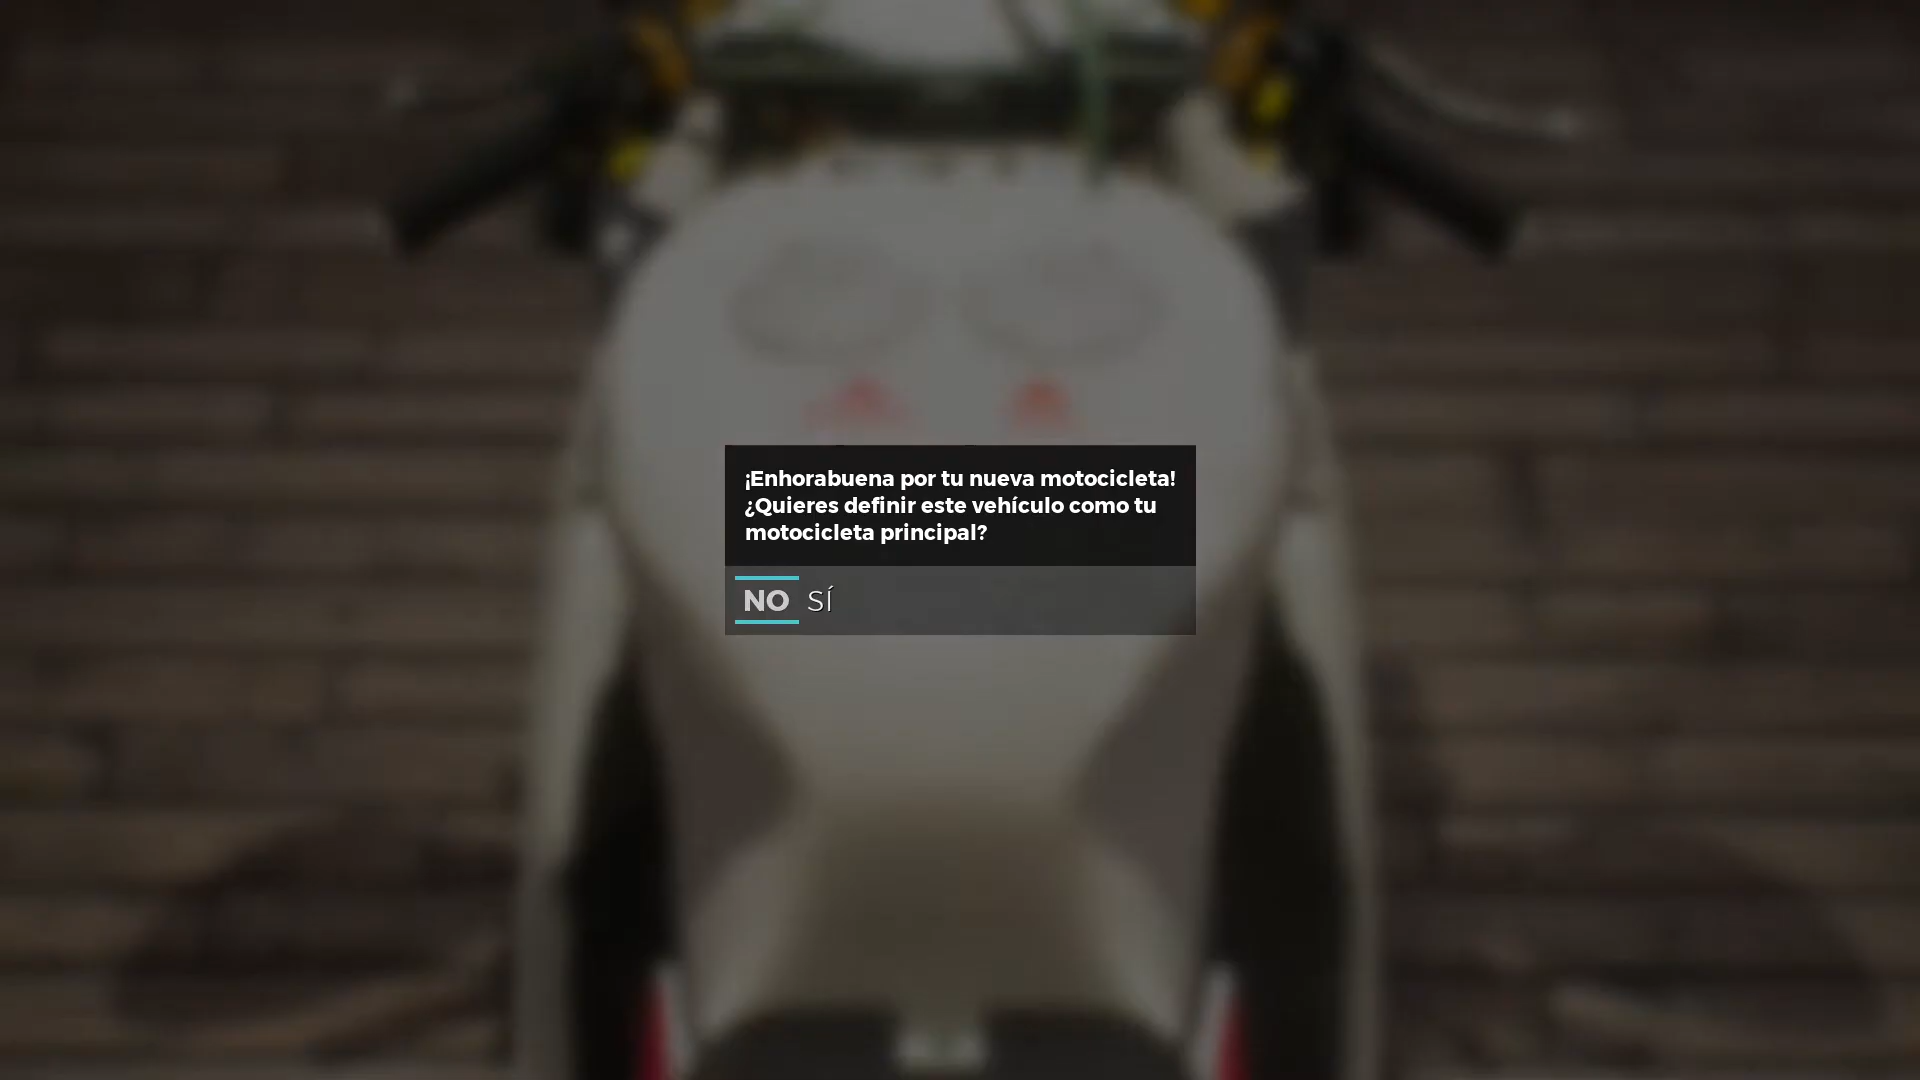 ¡Enhorabuena por tu nueva motocicleta!
¿Quieres definir este vehículo como tu
motocicleta principal?
NO SÍ